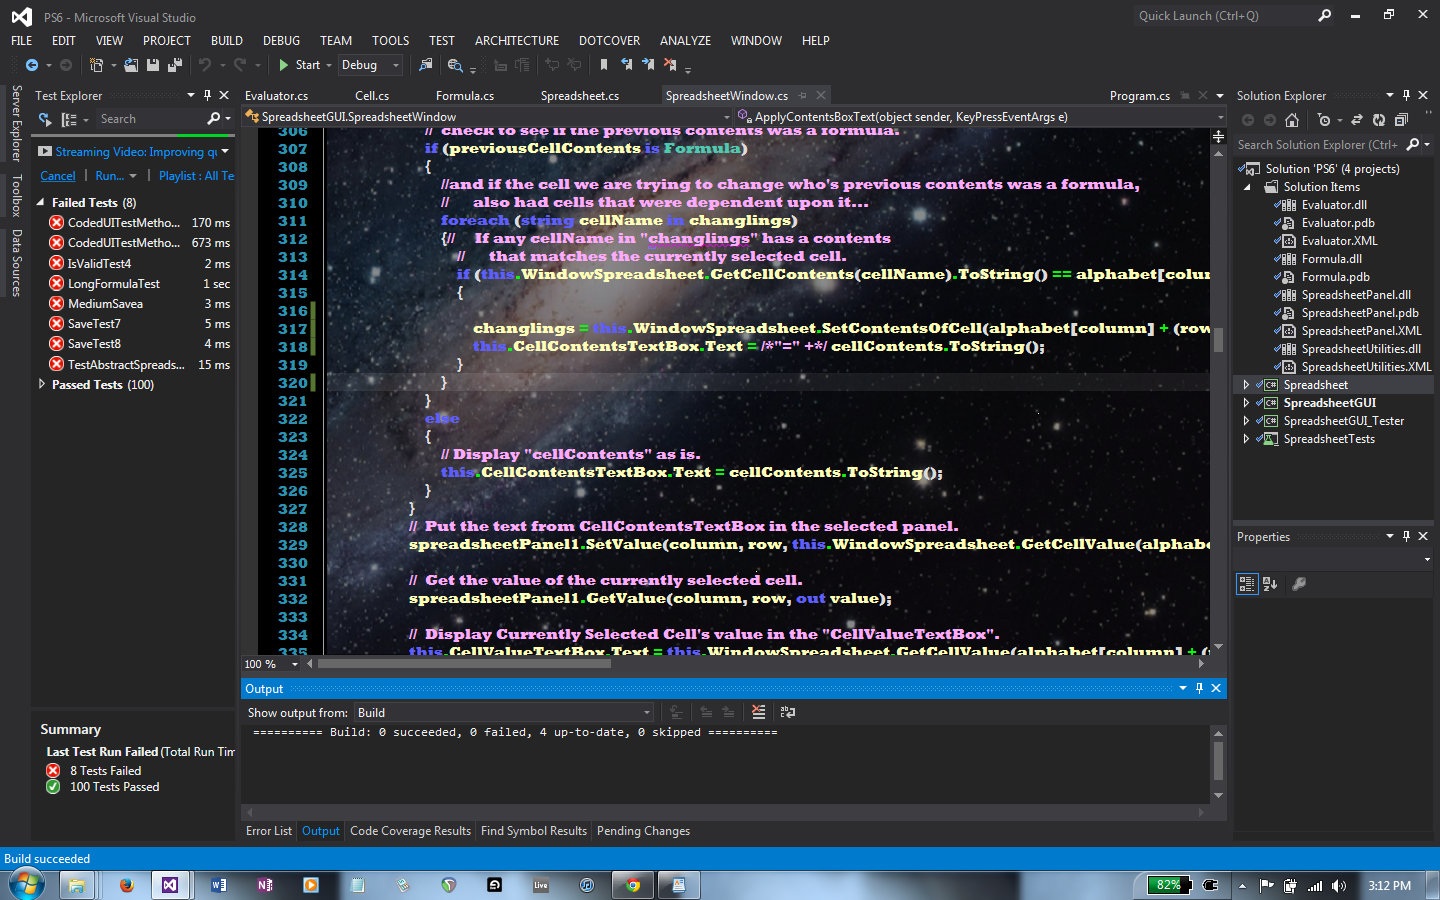 PS6 - Microsoft Visual Studio
Quick Launch (Ctrl+Q)
FILE EDIT VIEW PROJECT BUILD DEBUG TEAM TOOLS TEST ARCHITECTURE DOTCOVER ANALYZE WINDOW HELP
Start Debug
Server Explorer
Toolbox
Data Sources
Test Explorer
Search
Streaming Video: Improving qu
Cancel Run... Playlist : All Te
Failed Tests (8)
CodedUITestMetho... 170 ms
CodedUITestMetho... 673 ms
IsValidTest4 2 ms
LongFormulaTest 1 sec
MediumSavea 3 ms
SaveTest7 5 ms
SaveTest8 4 ms
TestAbstractSpreads... 15 ms
Passed Tests (100)
Summary
Last Test Run Failed (Total Run Tim
8 Tests Failed
100 Tests Passed
Evaluator.cs Cell.cs Formula.cs Spreadsheet.cs SpreadsheetWindow.cs Program.cs
SpreadsheetGUI.SpreadsheetWindow ApplyContentsBoxText(object sender, KeyPressEventArgs e)
306 // check to see if the previous contents was a formula.
307 if (previousCellContents is Formula)
308 {
309 //and if the cell we are trying to change who's previous contents was a formula,
310 // also had cells that were dependent upon it...
311 foreach (string cellName in changlings)
312 {// If any cellName in "changlings" has a contents
313 // that matches the currently selected cell.
314 if (this.WindowSpreadsheet.GetCellContents(cellName).ToString() == alphabet[colum
315 {
316
317 changlings = this.WindowSpreadsheet.SetContentsOfCell(alphabet[column] + (row
318 this.CellContentsTextBox.Text = /*"=" +*/ cellContents.ToString();
319 }
320 }
321 }
322 else
323 {
324 // Display "cellContents" as is.
325 this.CellContentsTextBox.Text = cellContents.ToString();
326 }
327 }
328 // Put the text from CellContentsTextBox in the selected panel.
329 spreadsheetPanel1.SetValue(column, row, this.WindowSpreadsheet.GetCellValue(alphabe
330
331 // Get the value of the currently selected cell.
332 spreadsheetPanel1.GetValue(column, row, out value);
333
334 // Display Currently Selected Cell's value in the "CellValueTextBox".
335 this.CellValueTextBox.Text = this.WindowSpreadsheet.GetCellValue(alphabet[column] + (
100 %
Output
Show output from: Build
========== Build: 0 succeeded, 0 failed, 4 up-to-date, 0 skipped ==========
Error List Output Code Coverage Results Find Symbol Results Pending Changes
Solution Explorer
Search Solution Explorer (Ctrl+
Solution 'PS6' (4 projects)
Solution Items
Evaluator.dll
Evaluator.pdb
Evaluator.XML
Formula.dll
Formula.pdb
SpreadsheetPanel.dll
SpreadsheetPanel.pdb
SpreadsheetPanel.XML
SpreadsheetUtilities.dll
SpreadsheetUtilities.XML
Spreadsheet
SpreadsheetGUI
SpreadsheetGUI_Tester
SpreadsheetTests
Properties
Build succeeded
Live
82%
3:12 PM